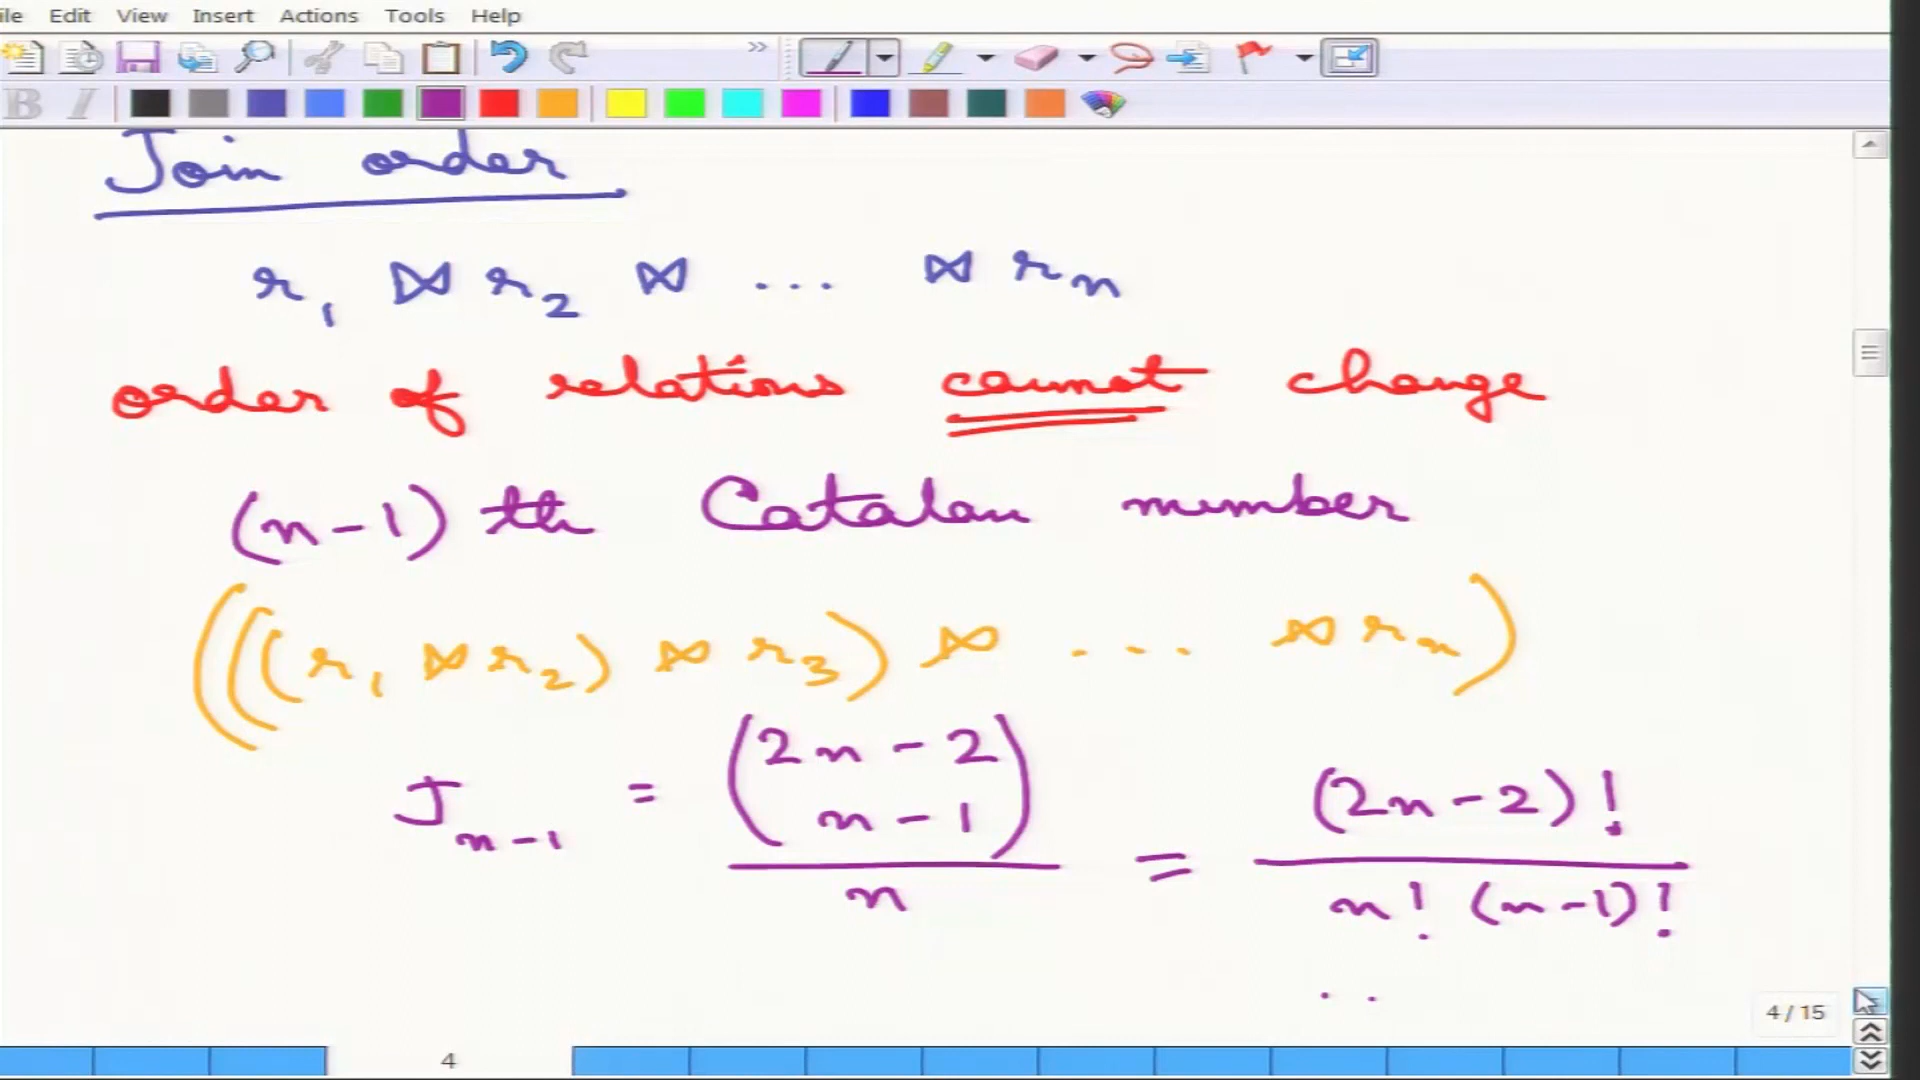 ile Edit View Insert Actions Tools Help
B I
Join order
r₁ ⋈ r₂ ⋈ ... ⋈ rₙ
order of relations cannot change
(n-1) th Catalan number
(((r₁ ⋈ r₂) ⋈ r₃) ⋈ .... ⋈ rₙ)
Jₙ₋₁ = (2n-2 n-1) / n = (2n-2)! / n! (n-1)!
4 / 15
4